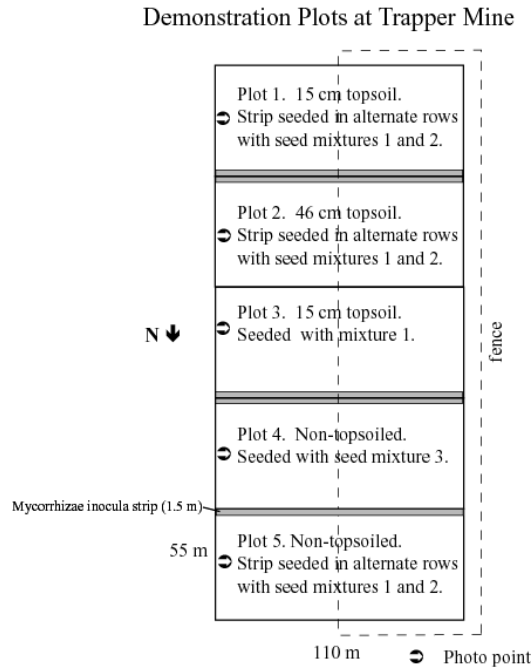 Demonstration Plots at Trapper Mine
Plot 1. 15 cm topsoil.
Strip seeded in alternate rows
with seed mixtures 1 and 2.
Plot 2. 46 cm topsoil.
Strip seeded in alternate rows
with seed mixtures 1 and 2.
Plot 3. 15 cm topsoil.
Seeded with mixture 1.
N
fence
Plot 4. Non-topsoiled.
Seeded with seed mixture 3.
Mycorrhizae inocula strip (1.5 m)
Plot 5. Non-topsoiled.
Strip seeded in alternate rows
with seed mixtures 1 and 2.
55 m
110 m
Photo point